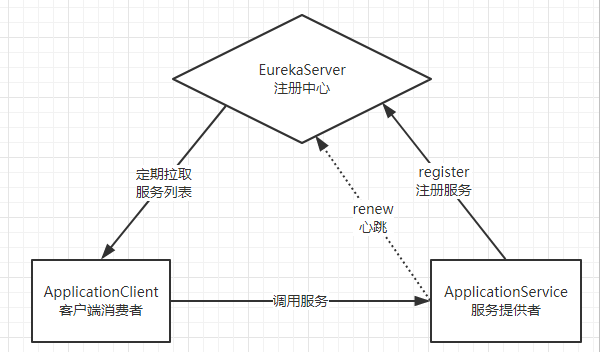 EurekaServer
注册中心
定期拉取
服务列表
register
注册服务
renew
心跳
ApplicationClient
客户端消费者
调用服务
ApplicationService
服务提供者